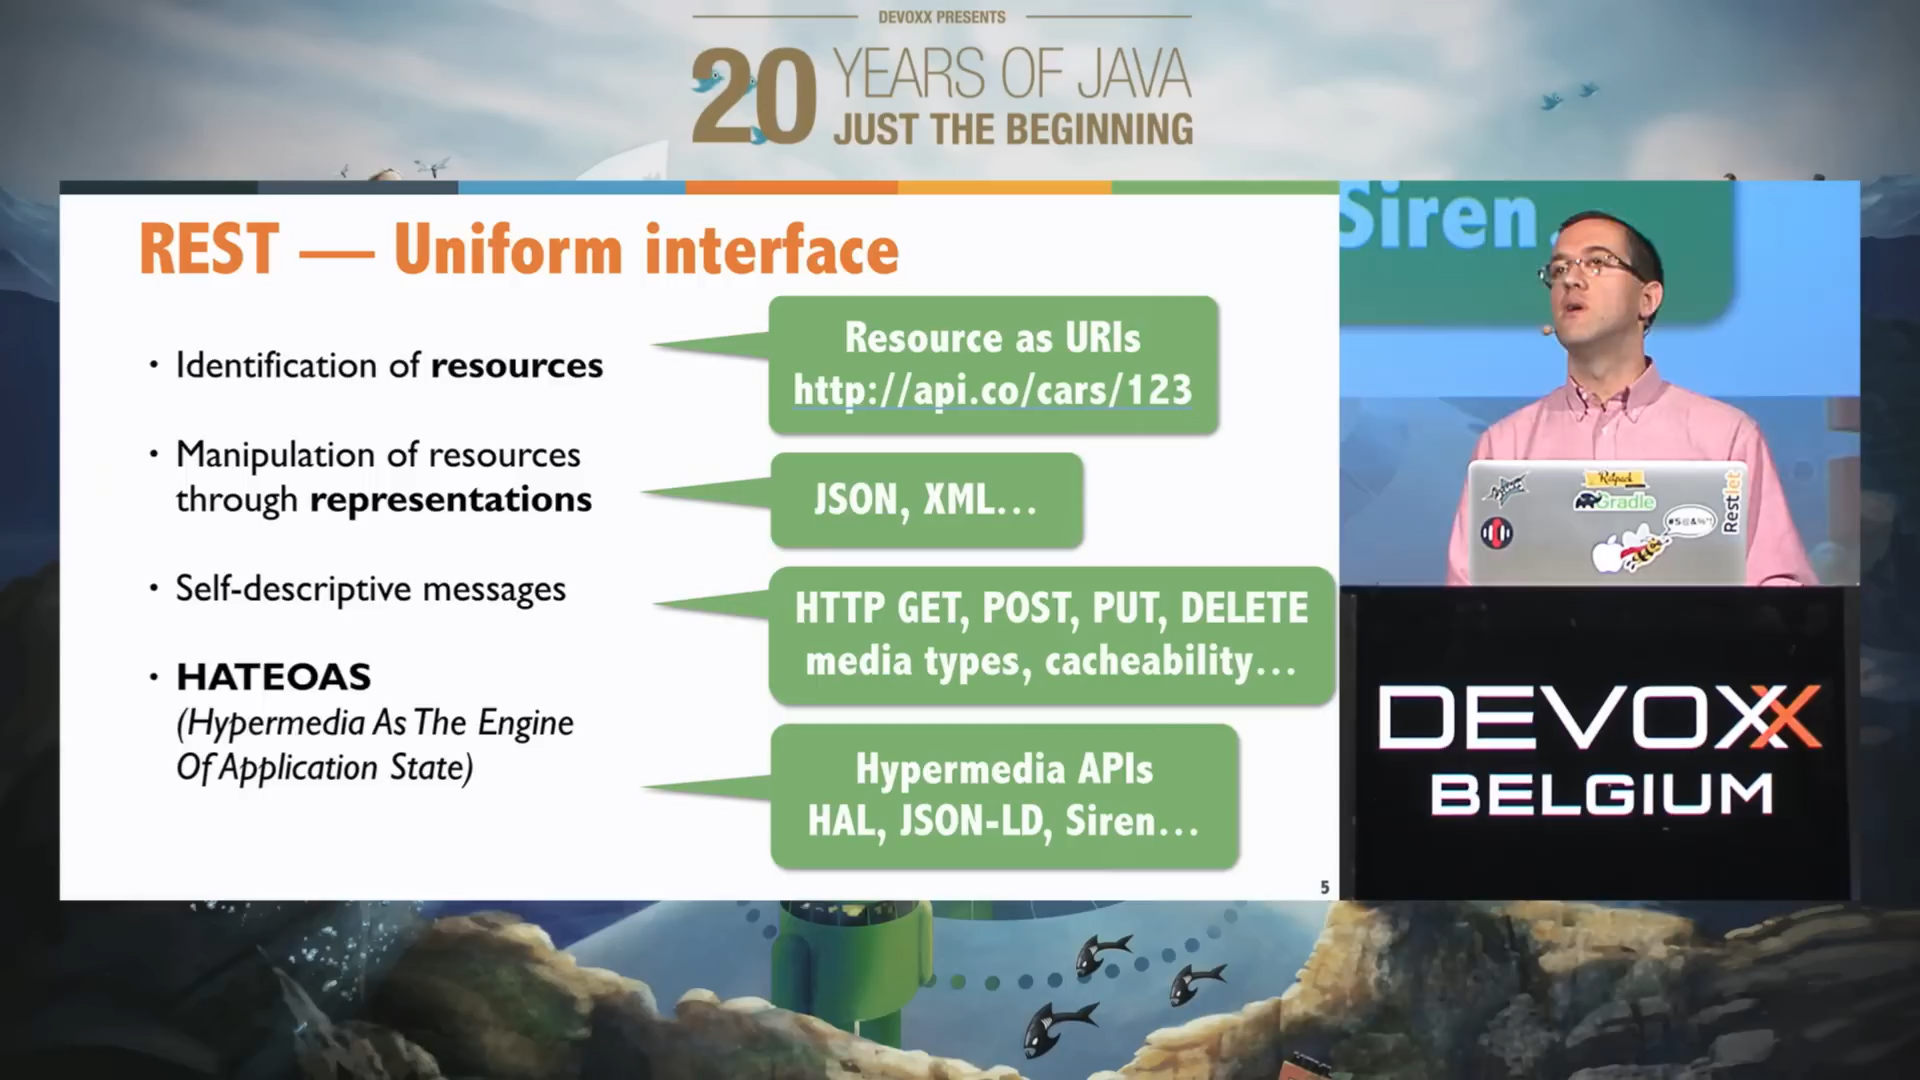 DEVOXX PRESENTS
20 YEARS OF JAVA
JUST THE BEGINNING
REST — Uniform interface
• Identification of resources
Resource as URIs
http://api.co/cars/123
• Manipulation of resources
through representations
JSON, XML...
• Self-descriptive messages
HTTP GET, POST, PUT, DELETE
media types, cacheability...
• HATEOAS
(Hypermedia As The Engine
Of Application State)
Hypermedia APIs
HAL, JSON-LD, Siren...
5
Siren
Ratpack
Gradle
#$@&%*!
Restlet
DEVOXX
BELGIUM